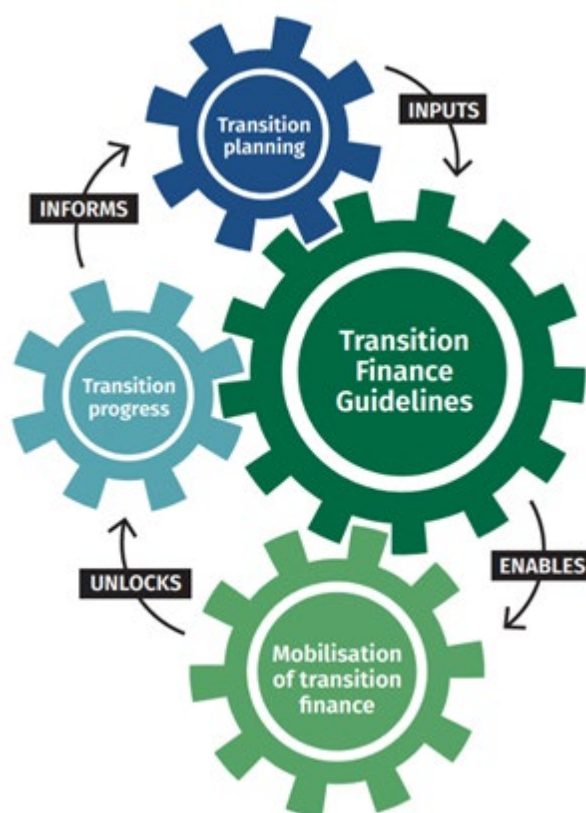 Transition
planning
INPUTS
INFORMS
Transition
Finance
Guidelines
Transition
progress
UNLOCKS
ENABLES
Mobilisation
of transition
finance